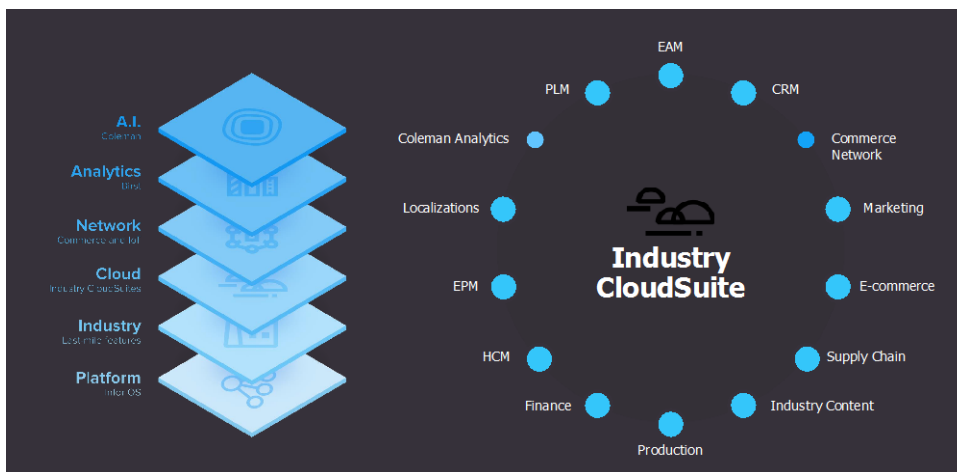 A.I.
Coleman
Analytics
Birst
Network
Commerce and IoT
Cloud
Industry CloudSuites
Industry
Last mile features
Platform
Infor OS
EAM
PLM
CRM
Coleman Analytics
Commerce
Network
Localizations
Marketing
Industry
CloudSuite
EPM
E-commerce
HCM
Supply Chain
Finance
Industry Content
Production